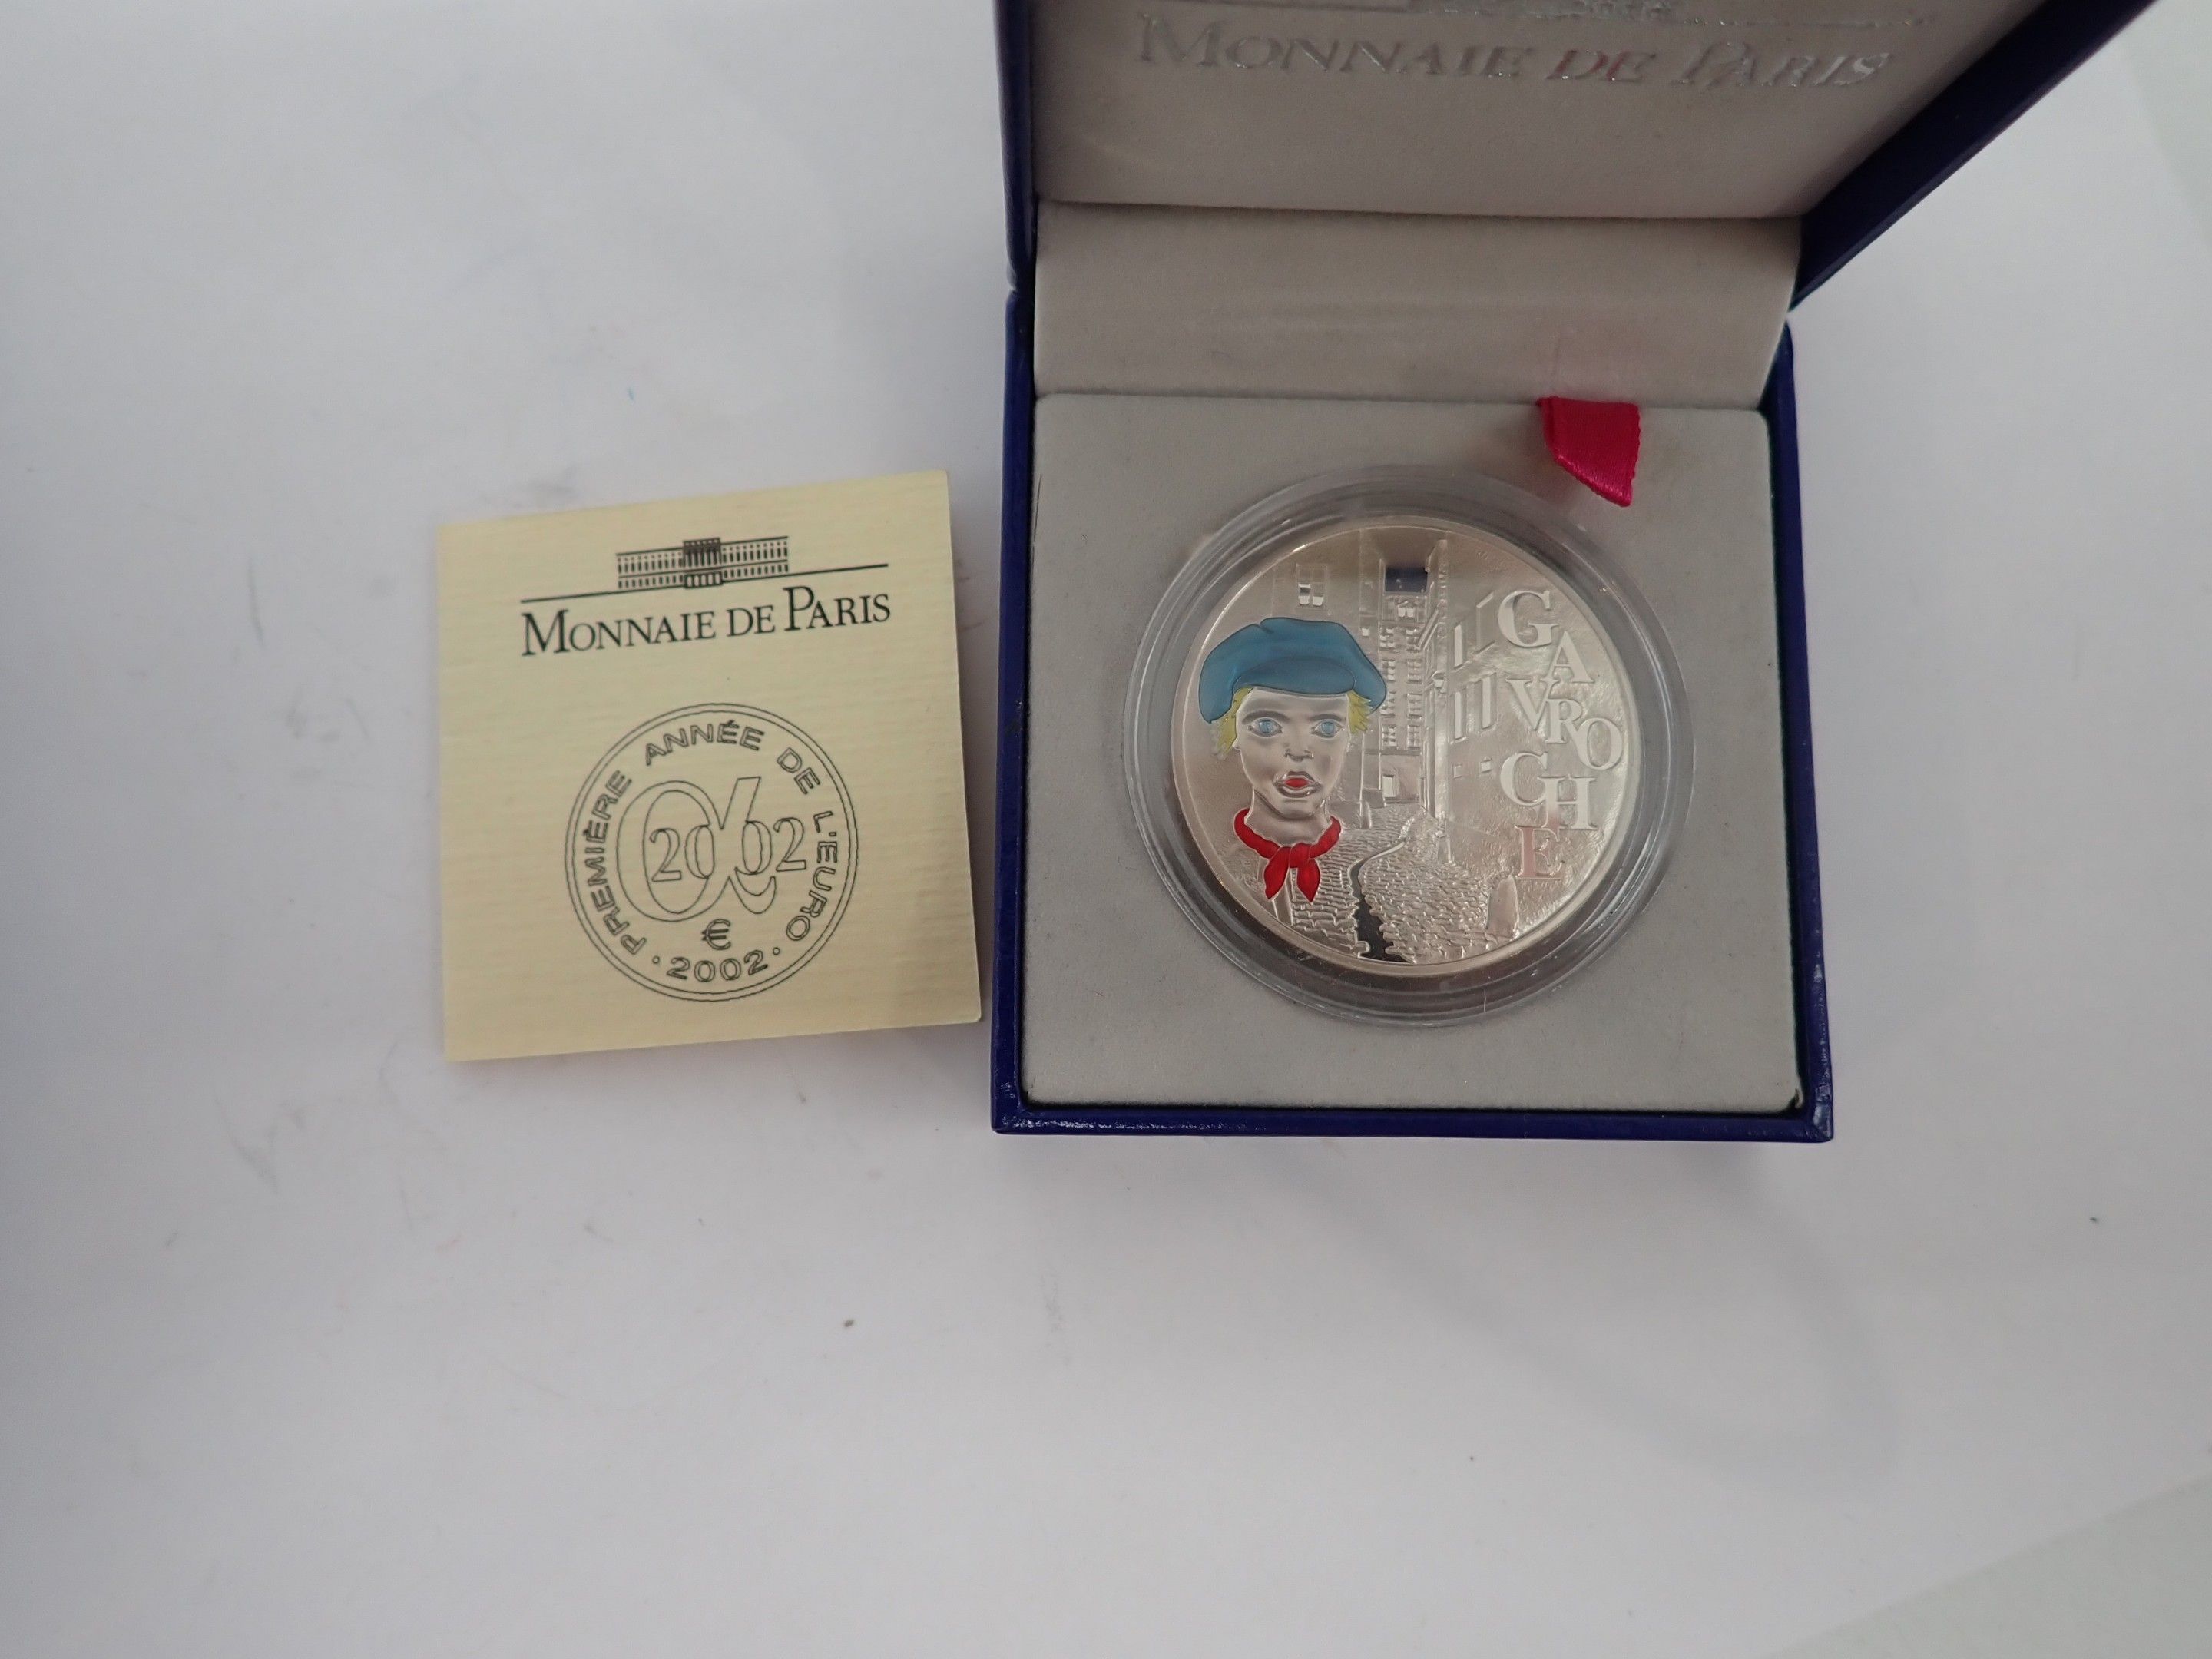 MONNAIE DE PARIS
MONNAIE DE PARIS
PREMIÈRE ANNÉE DE L'EURO
2002
€
· 2002 ·
GAVROCHE